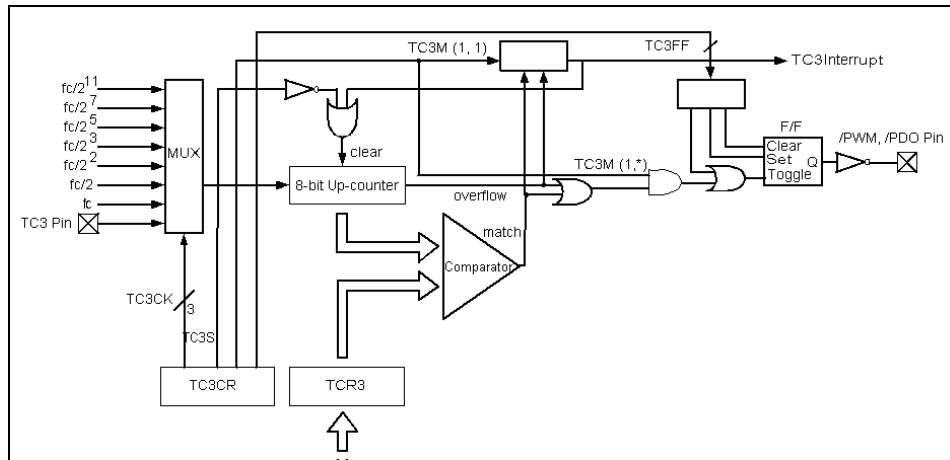 TC3M (1, 1)
TC3FF
TC3Interrupt
fc/2^11
fc/2^7
fc/2^5
fc/2^3
fc/2^2
fc/2
fc
TC3 Pin
MUX
clear
8-bit Up-counter
overflow
TC3M (1,*)
F/F
Clear
Set
Toggle
Q
/PWM, /PDO Pin
match
Comparator
TC3CK
3
TC3S
TC3CR
TCR3